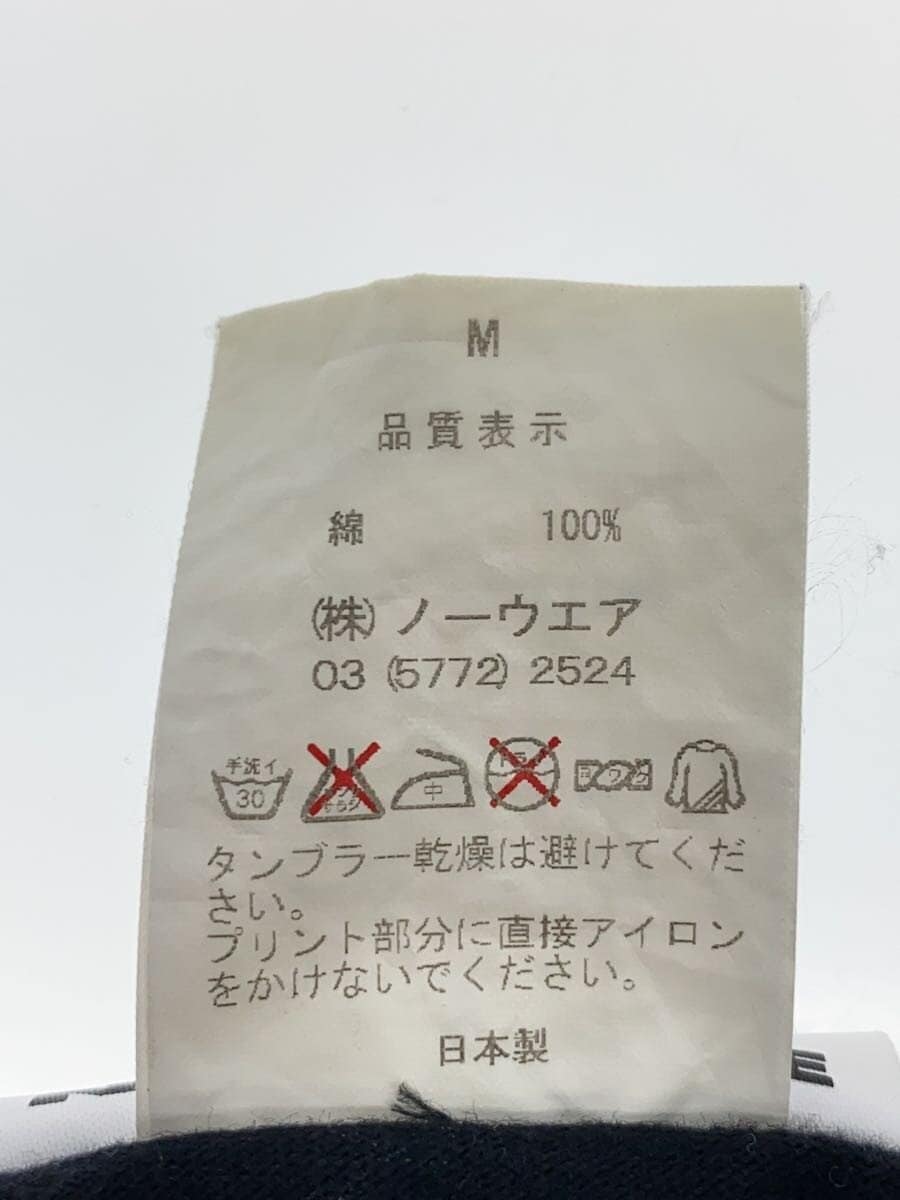 M
品質表示
綿 100%
(株)ノーウエア
03 (5772) 2524
手洗イ
30
中
タンブラー乾燥は避けてくだ
さい。
プリント部分に直接アイロン
をかけないでください。
日本製